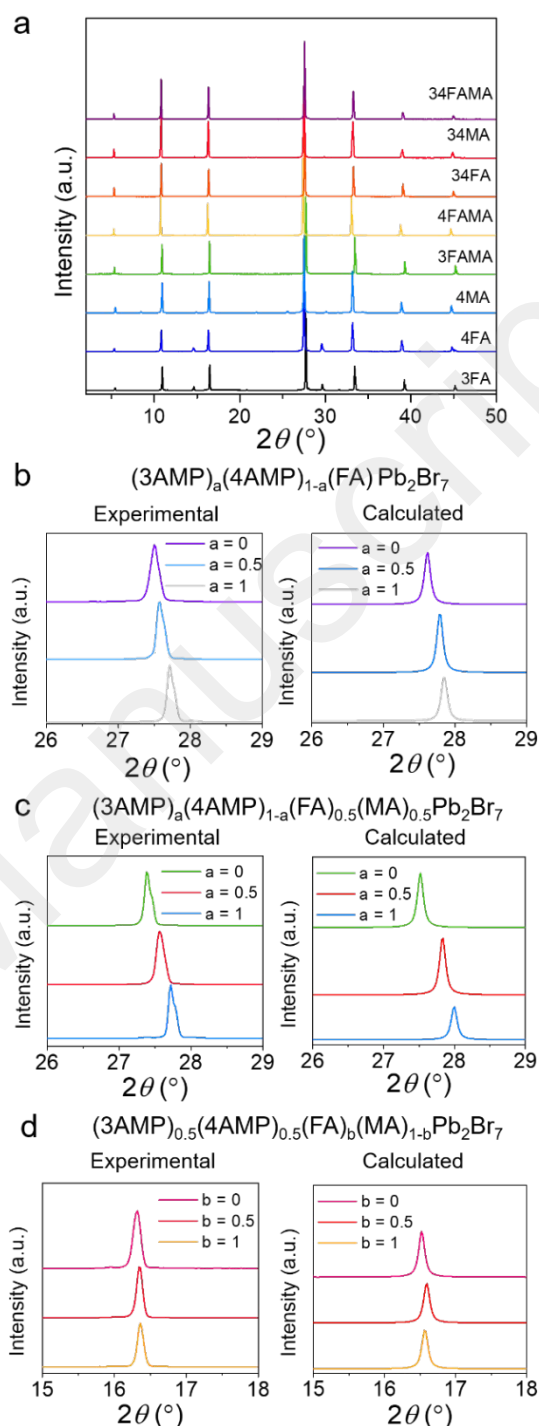 a
Intensity (a.u.)
34FAMA
34MA
34FA
4FAMA
3FAMA
4MA
4FA
3FA
10 20 30 40 50
2θ (°)
b
(3AMP)ₐ(4AMP)₁₋ₐ(FA) Pb₂Br₇
Experimental Calculated
Intensity (a.u.)
a = 0
a = 0.5
a = 1
26 27 28 29
2θ (°)
Intensity (a.u.)
a = 0
a = 0.5
a = 1
26 27 28 29
2θ (°)
c
(3AMP)ₐ(4AMP)₁₋ₐ(FA)₀.₅(MA)₀.₅Pb₂Br₇
Experimental Calculated
Intensity (a.u.)
a = 0
a = 0.5
a = 1
26 27 28 29
2θ (°)
Intensity (a.u.)
a = 0
a = 0.5
a = 1
26 27 28 29
2θ (°)
d
(3AMP)₀.₅(4AMP)₀.₅(FA)b(MA)1-bPb₂Br₇
Experimental Calculated
Intensity (a.u.)
b = 0
b = 0.5
b = 1
15 16 17 18
2θ (°)
Intensity (a.u.)
b = 0
b = 0.5
b = 1
15 16 17 18
2θ (°)